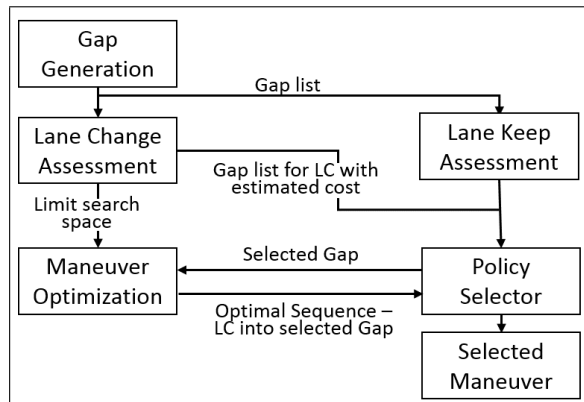 Gap
Generation
Gap list
Lane Change
Assessment
Lane Keep
Assessment
Gap list for LC with
estimated cost
Limit search
space
Maneuver
Optimization
Selected Gap
Policy
Selector
Optimal Sequence –
LC into selected Gap
Selected
Maneuver